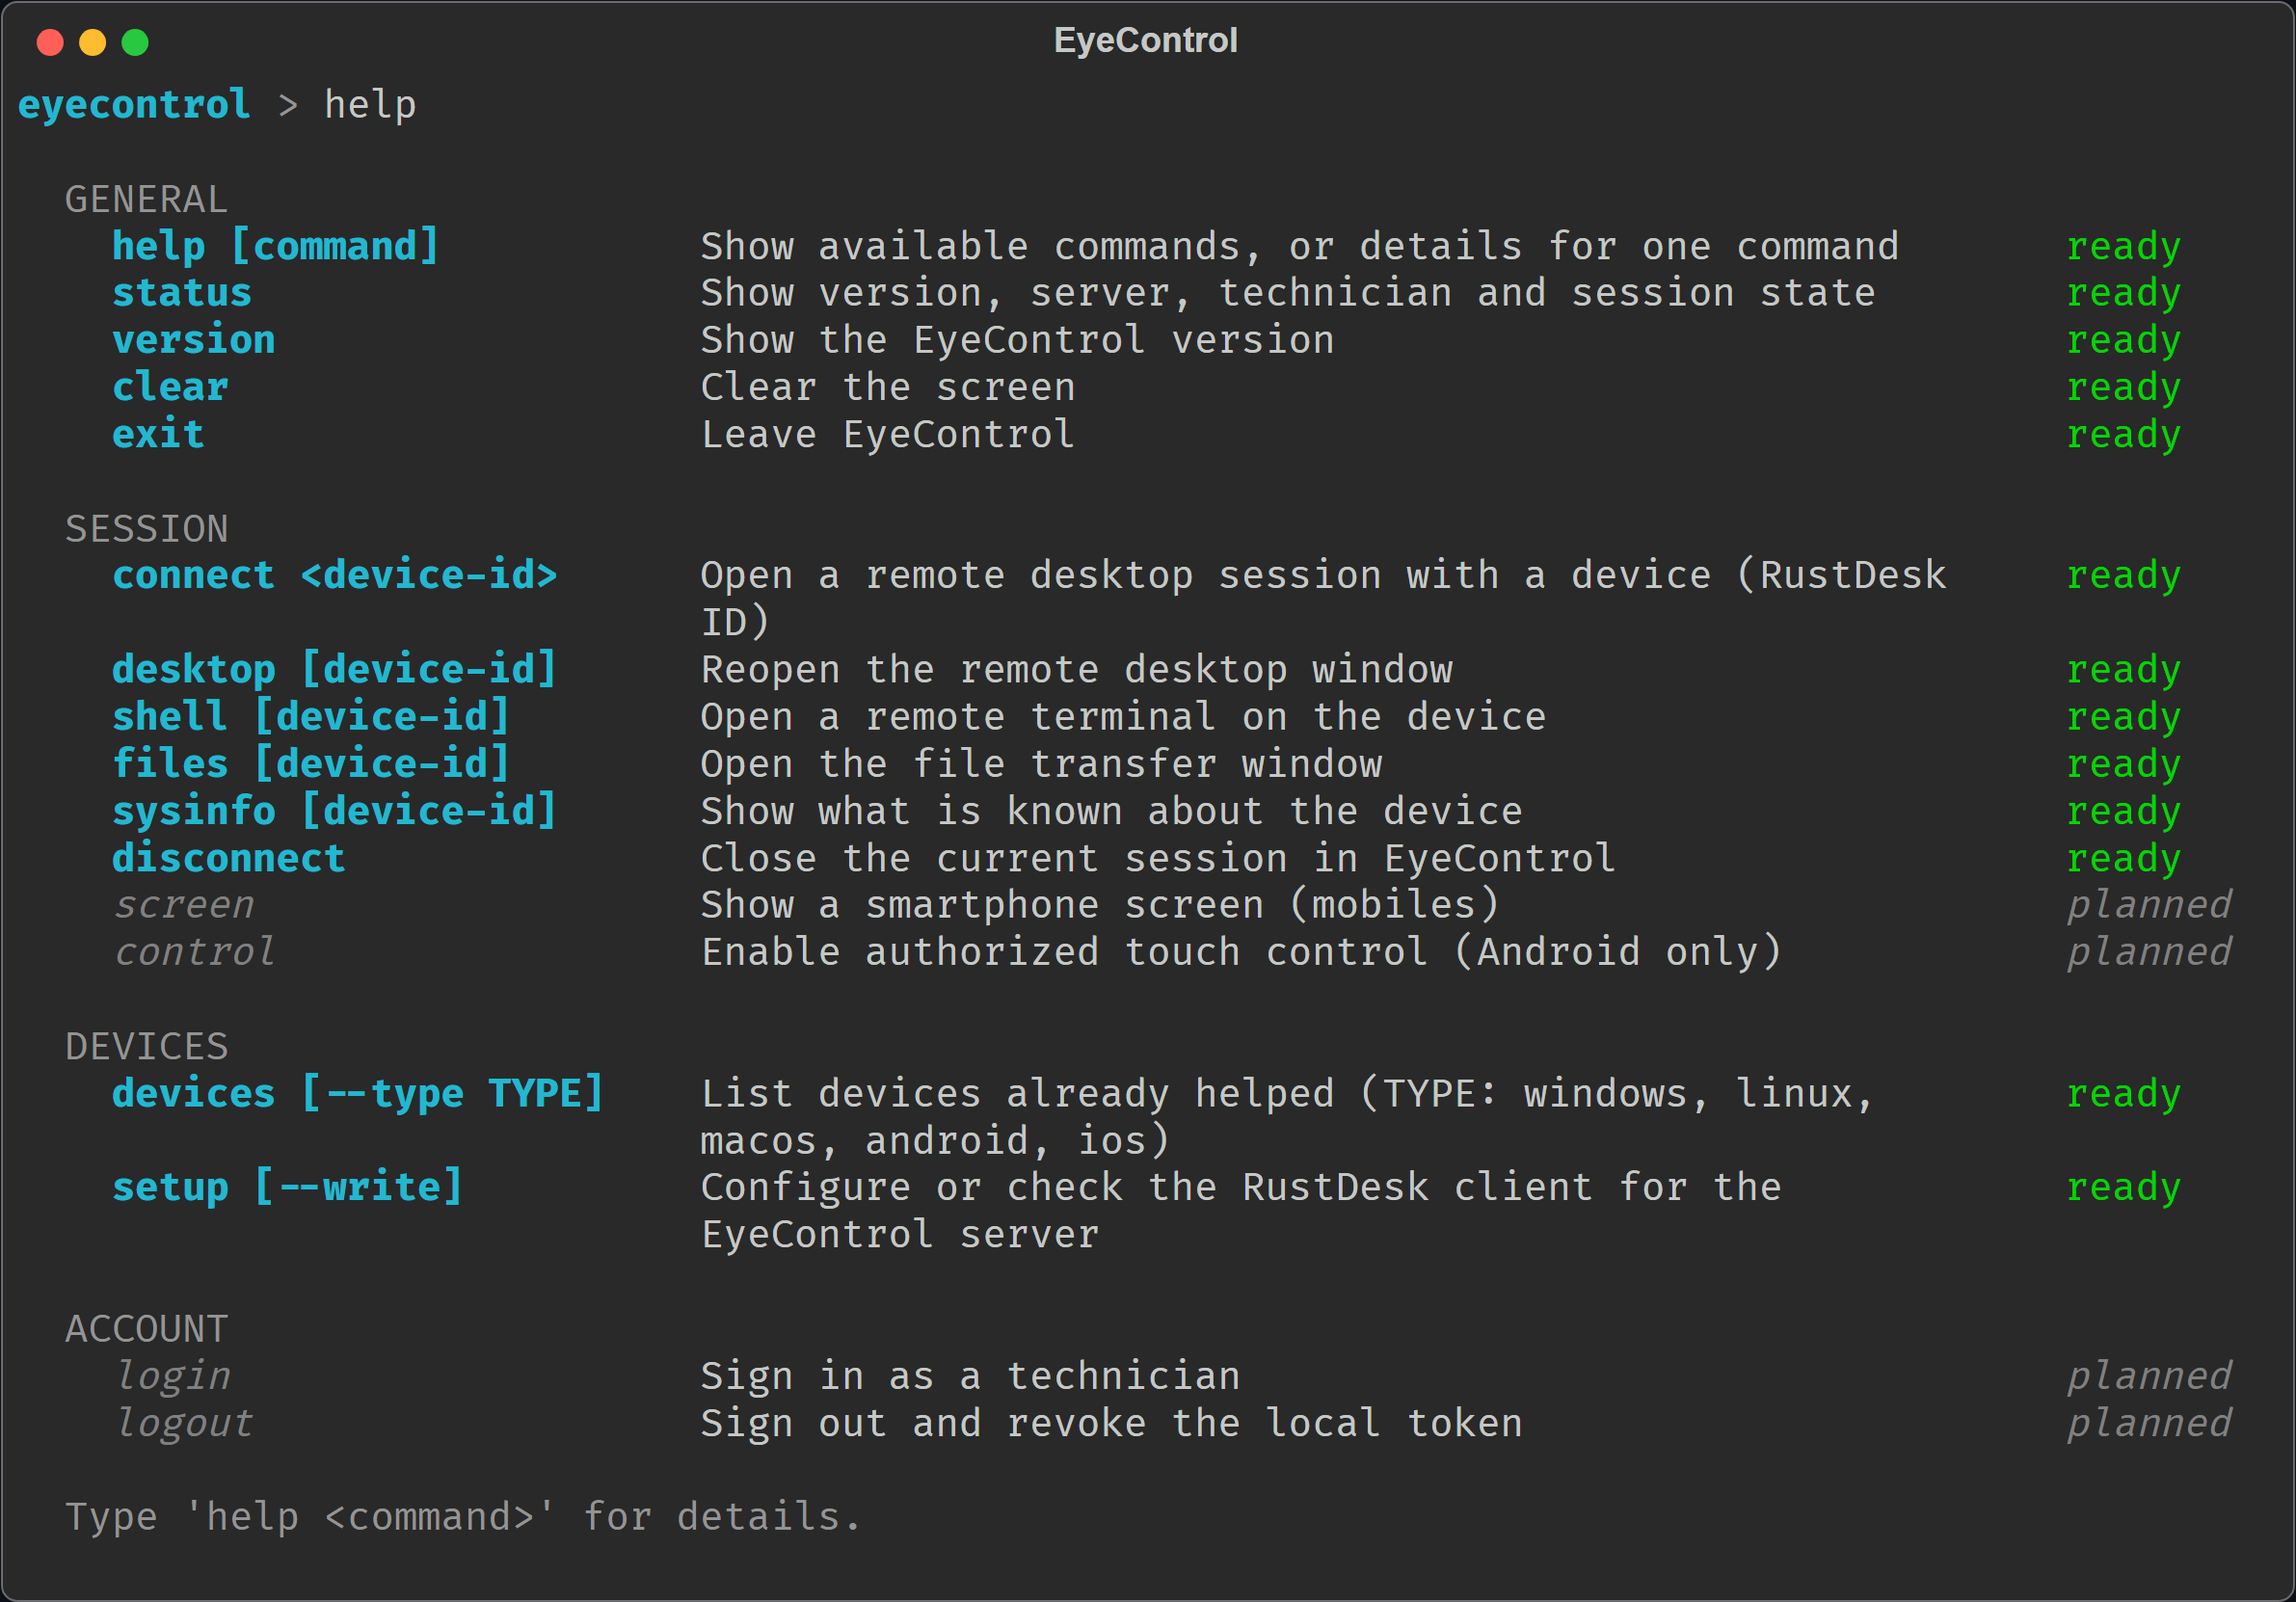 EyeControl
eyecontrol > help
GENERAL
help [command] Show available commands, or details for one command ready
status Show version, server, technician and session state ready
version Show the EyeControl version ready
clear Clear the screen ready
exit Leave EyeControl ready
SESSION
connect <device-id> Open a remote desktop session with a device (RustDesk ready
ID)
desktop [device-id] Reopen the remote desktop window ready
shell [device-id] Open a remote terminal on the device ready
files [device-id] Open the file transfer window ready
sysinfo [device-id] Show what is known about the device ready
disconnect Close the current session in EyeControl ready
screen Show a smartphone screen (mobiles) planned
control Enable authorized touch control (Android only) planned
DEVICES
devices [--type TYPE] List devices already helped (TYPE: windows, linux, ready
macos, android, ios)
setup [--write] Configure or check the RustDesk client for the ready
EyeControl server
ACCOUNT
login Sign in as a technician planned
logout Sign out and revoke the local token planned
Type 'help <command>' for details.